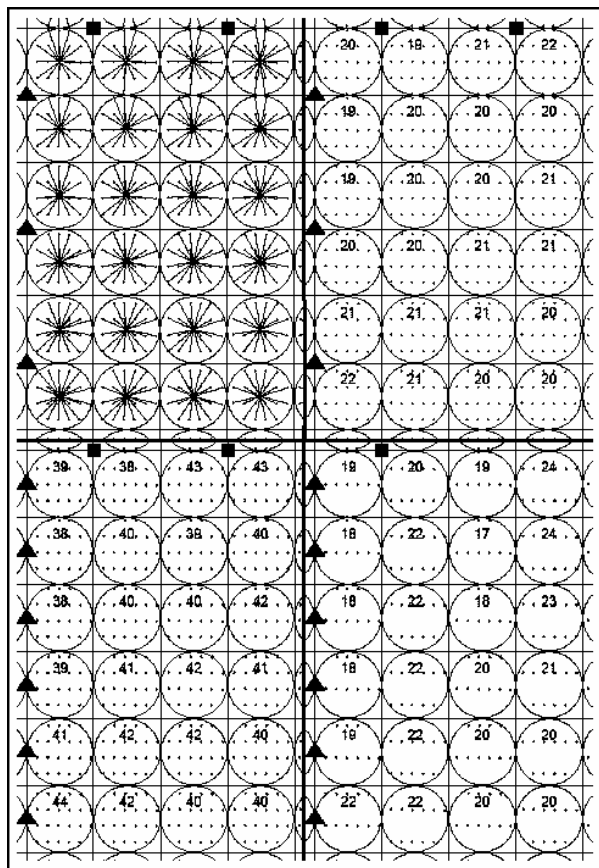 20 19 21 22
19 20 20 20
19 20 20 21
20 20 21 21
21 21 21 20
22 21 20 20
39 38 43 43 19 20 19 24
38 40 39 40 18 22 17 24
38 40 40 42 18 22 18 23
39 41 42 41 18 22 20 21
41 42 42 40 19 22 20 20
44 42 40 40 22 22 20 20